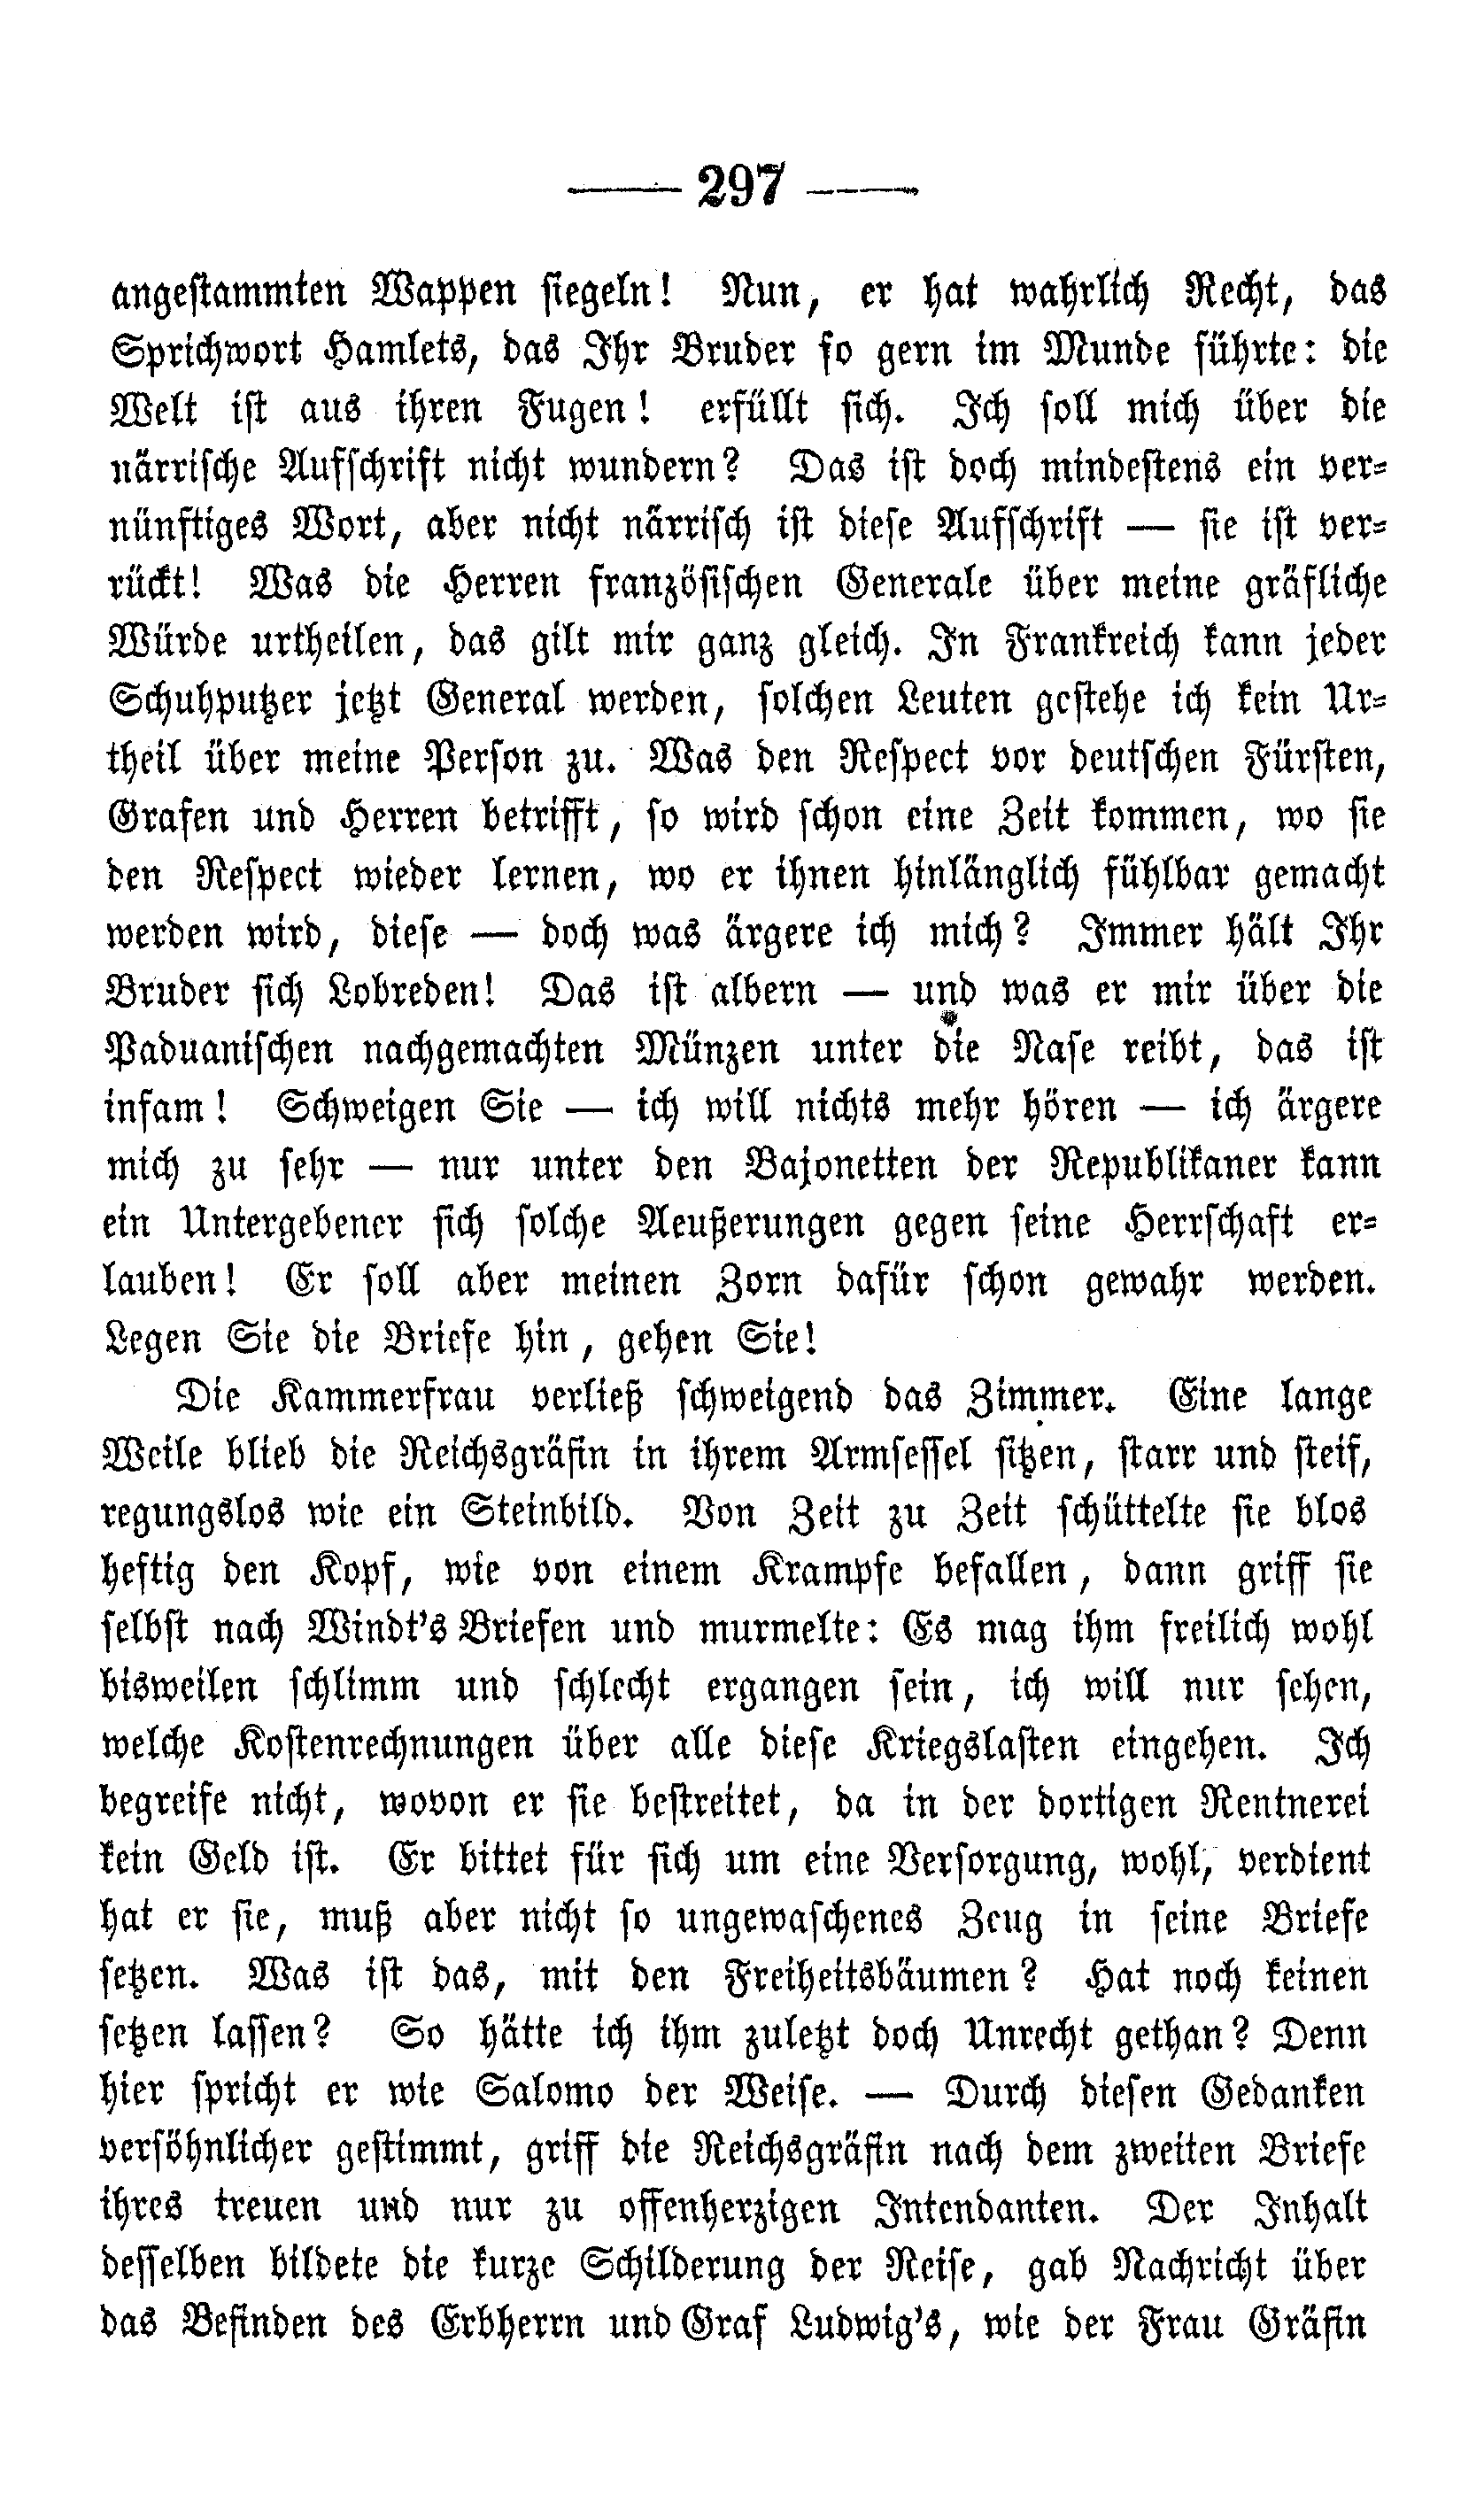 — 297 —
angestammten Wappen siegeln! Nun, er hat wahrlich Recht, das
Sprichwort Hamlets, das Ihr Bruder so gern im Munde führte: die
Welt ist aus ihren Fugen! erfüllt sich. Ich soll mich über die
närrische Aufschrift nicht wundern? Das ist doch mindestens ein ver=
nünftiges Wort, aber nicht närrisch ist diese Aufschrift — sie ist ver=
rückt! Was die Herren französischen Generale über meine gräfliche
Würde urtheilen, das gilt mir ganz gleich. In Frankreich kann jeder
Schuhputzer jetzt General werden, solchen Leuten gestehe ich kein Ur=
theil über meine Person zu. Was den Respect vor deutschen Fürsten,
Grafen und Herren betrifft, so wird schon eine Zeit kommen, wo sie
den Respect wieder lernen, wo er ihnen hinlänglich fühlbar gemacht
werden wird, diese — doch was ärgere ich mich? Immer hält Ihr
Bruder sich Lobreden! Das ist albern — und was er mir über die
Paduanischen nachgemachten Münzen unter die Nase reibt, das ist
infam! Schweigen Sie — ich will nichts mehr hören — ich ärgere
mich zu sehr — nur unter den Bajonetten der Republikaner kann
ein Untergebener sich solche Aeußerungen gegen seine Herrschaft er=
lauben! Er soll aber meinen Zorn dafür schon gewahr werden.
Legen Sie die Briefe hin, gehen Sie!
Die Kammerfrau verließ schweigend das Zimmer. Eine lange
Weile blieb die Reichsgräfin in ihrem Armsessel sitzen, starr und steif,
regungslos wie ein Steinbild. Von Zeit zu Zeit schüttelte sie blos
heftig den Kopf, wie von einem Krampfe befallen, dann griff sie
selbst nach Windt's Briefen und murmelte: Es mag ihm freilich wohl
bisweilen schlimm und schlecht ergangen sein, ich will nur sehen,
welche Kostenrechnungen über alle diese Kriegslasten eingehen. Ich
begreife nicht, wovon er sie bestreitet, da in der dortigen Rentnerei
kein Geld ist. Er bittet für sich um eine Versorgung, wohl, verdient
hat er sie, muß aber nicht so ungewaschenes Zeug in seine Briefe
setzen. Was ist das, mit den Freiheitsbäumen? Hat noch keinen
setzen lassen? So hätte ich ihm zuletzt doch Unrecht gethan? Denn
hier spricht er wie Salomo der Weise. — Durch diesen Gedanken
versöhnlicher gestimmt, griff die Reichsgräfin nach dem zweiten Briefe
ihres treuen und nur zu offenherzigen Intendanten. Der Inhalt
desselben bildete die kurze Schilderung der Reise, gab Nachricht über
das Befinden des Erbherrn und Graf Ludwig's, wie der Frau Gräfin